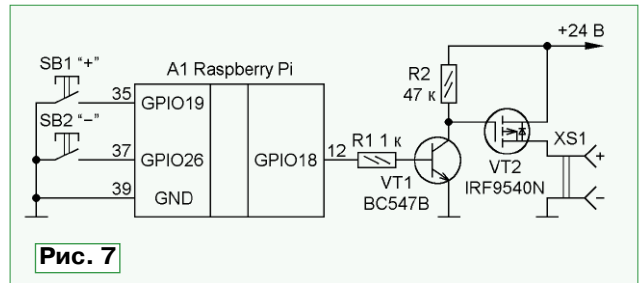 +24 В
SB1 "+"
A1 Raspberry Pi
R2
47 к
35
GPIO19
SB2 "–"
R1 1 к
XS1
37
GPIO26
GPIO18
12
+
VT1
BC547B
VT2
IRF9540N
39
GND
–
Рис. 7